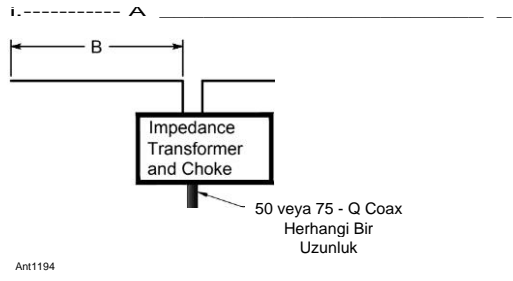 i.----------- A
B
Impedance
Transformer
and Choke
50 veya 75 - Q Coax
Herhangi Bir
Uzunluk
Ant1194